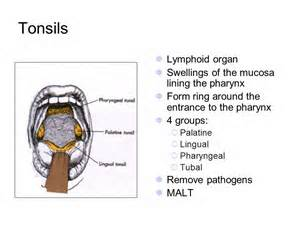 Tonsils
Lymphoid organ
Swellings of the mucosa
lining the pharynx
Form ring around the
entrance to the pharynx
4 groups:
Palatine
Lingual
Pharyngeal
Tubal
Remove pathogens
MALT
Pharyngeal tonsil
Palatine tonsil
Lingual tonsil